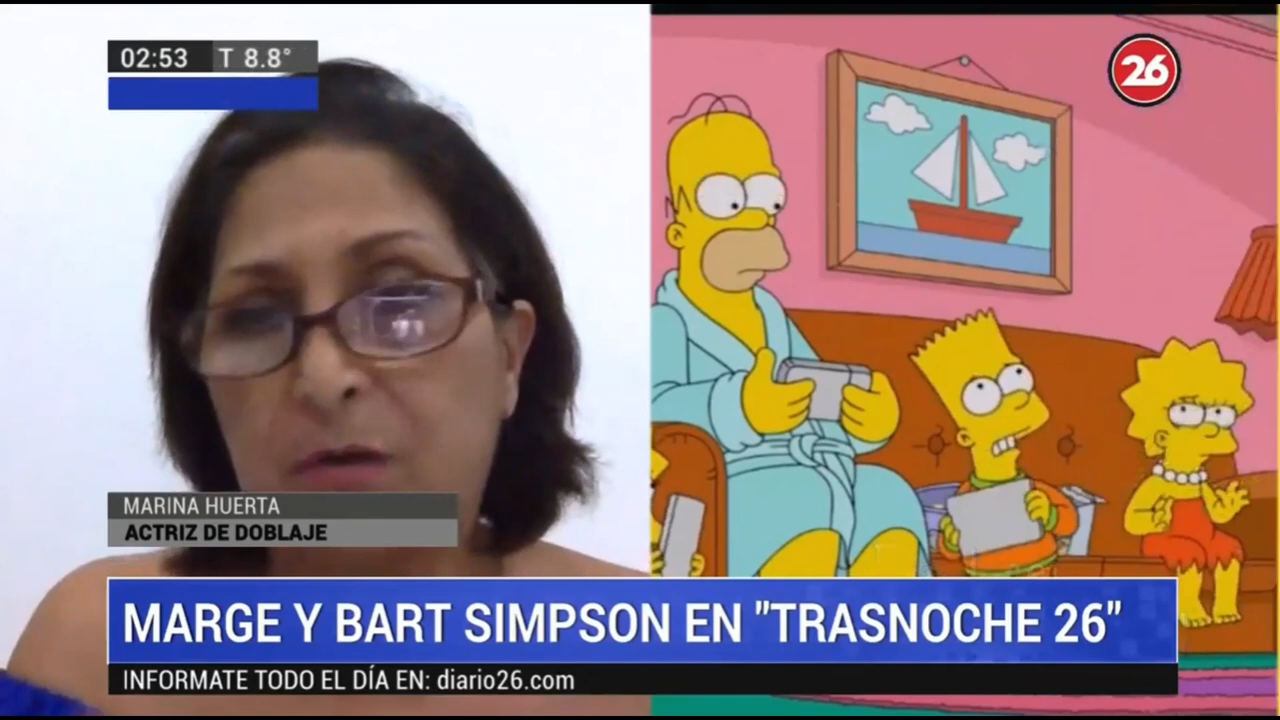 02:53 T 8.8°
26
MARINA HUERTA
ACTRIZ DE DOBLAJE
MARGE Y BART SIMPSON EN "TRASNOCHE 26"
INFORMATE TODO EL DÍA EN: diario26.com